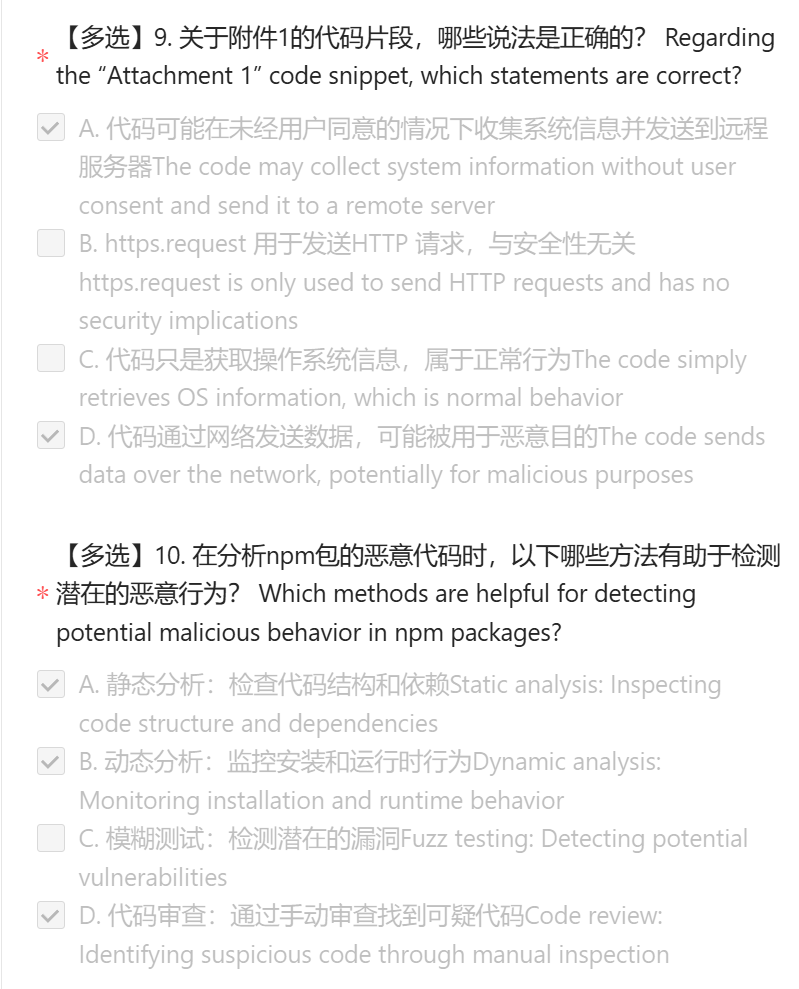 【多选】9. 关于附件1的代码片段，哪些说法是正确的？ Regarding
* the “Attachment 1” code snippet, which statements are correct?
A. 代码可能在未经用户同意的情况下收集系统信息并发送到远程
服务器The code may collect system information without user
consent and send it to a remote server
B. https.request 用于发送HTTP 请求，与安全性无关
https.request is only used to send HTTP requests and has no
security implications
C. 代码只是获取操作系统信息，属于正常行为The code simply
retrieves OS information, which is normal behavior
D. 代码通过网络发送数据，可能被用于恶意目的The code sends
data over the network, potentially for malicious purposes
【多选】10. 在分析npm包的恶意代码时，以下哪些方法有助于检测
* 潜在的恶意行为？ Which methods are helpful for detecting
potential malicious behavior in npm packages?
A. 静态分析：检查代码结构和依赖Static analysis: Inspecting
code structure and dependencies
B. 动态分析：监控安装和运行时行为Dynamic analysis:
Monitoring installation and runtime behavior
C. 模糊测试：检测潜在的漏洞Fuzz testing: Detecting potential
vulnerabilities
D. 代码审查：通过手动审查找到可疑代码Code review:
Identifying suspicious code through manual inspection